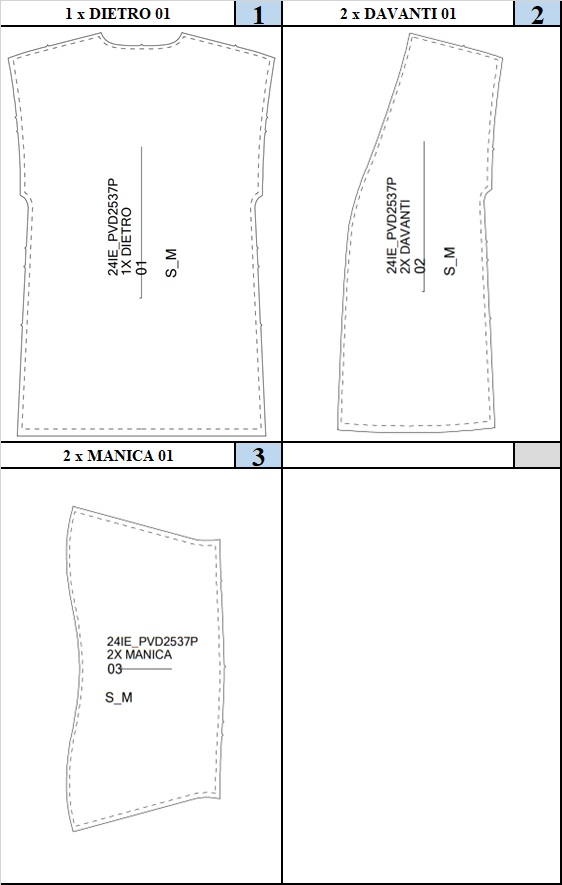 1 x DIETRO 01
1
2 x DAVANTI 01
2
24IE_PVD2537P
1X DIETRO
01
S_M
24IE_PVD2537P
2X DAVANTI
02
S_M
2 x MANICA 01
3
24IE_PVD2537P
2X MANICA
03
S_M